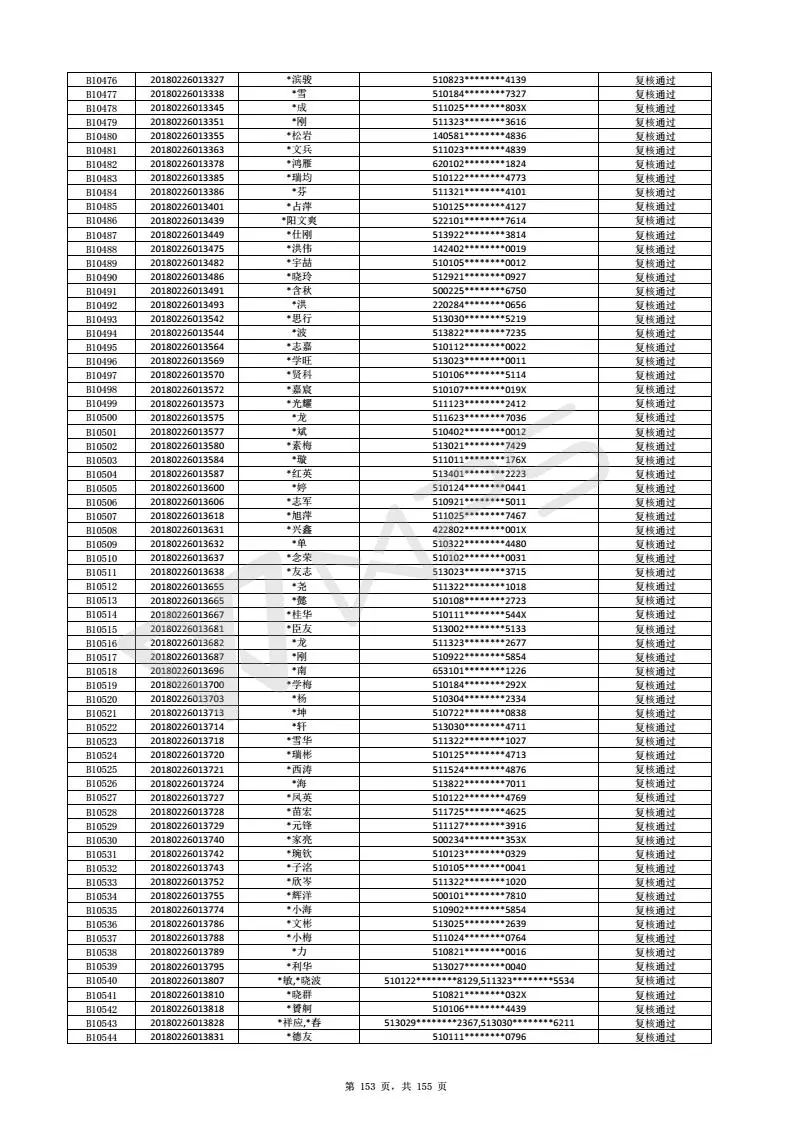 B10476 20180226013327 *滨骏 510823********4139 复核通过
B10477 20180226013338 *雪 510184********7327 复核通过
B10478 20180226013345 *成 511025********803X 复核通过
B10479 20180226013351 *刚 511323********3616 复核通过
B10480 20180226013355 *松岩 140581********4836 复核通过
B10481 20180226013363 *文兵 511023********4839 复核通过
B10482 20180226013378 *鸿雁 620102********1824 复核通过
B10483 20180226013385 *瑞均 510122********4773 复核通过
B10484 20180226013386 *芬 511321********4101 复核通过
B10485 20180226013401 *占萍 510125********4127 复核通过
B10486 20180226013439 *阳文爽 522101********7614 复核通过
B10487 20180226013449 *仕刚 513922********3814 复核通过
B10488 20180226013475 *洪伟 142402********0019 复核通过
B10489 20180226013482 *宇喆 510105********0012 复核通过
B10490 20180226013486 *晓玲 512921********0927 复核通过
B10491 20180226013491 *含秋 500225********6750 复核通过
B10492 20180226013493 *洪 220284********0656 复核通过
B10493 20180226013542 *思行 513030********5219 复核通过
B10494 20180226013544 *波 513822********7235 复核通过
B10495 20180226013564 *志嘉 510112********0022 复核通过
B10496 20180226013569 *学旺 513023********0011 复核通过
B10497 20180226013570 *贤科 510106********5114 复核通过
B10498 20180226013572 *嘉宸 510107********019X 复核通过
B10499 20180226013573 *光耀 511123********2412 复核通过
B10500 20180226013575 *龙 511623********7036 复核通过
B10501 20180226013577 *斌 510402********0012 复核通过
B10502 20180226013580 *素梅 513021********7429 复核通过
B10503 20180226013584 *璇 511011********176X 复核通过
B10504 20180226013587 *红英 513401********2223 复核通过
B10505 20180226013600 *婷 510124********0441 复核通过
B10506 20180226013606 *志军 510921********5011 复核通过
B10507 20180226013618 *旭萍 511025********7467 复核通过
B10508 20180226013631 *兴鑫 422802********001X 复核通过
B10509 20180226013632 *单 510322********4480 复核通过
B10510 20180226013637 *念荣 510102********0031 复核通过
B10511 20180226013638 *友志 513023********3715 复核通过
B10512 20180226013655 *尧 511322********1018 复核通过
B10513 20180226013665 *懿 510108********2723 复核通过
B10514 20180226013667 *桂华 510111********544X 复核通过
B10515 20180226013681 *臣友 513002********5133 复核通过
B10516 20180226013682 *龙 511323********2677 复核通过
B10517 20180226013687 *刚 510922********5854 复核通过
B10518 20180226013696 *南 653101********1226 复核通过
B10519 20180226013700 *学梅 510184********292X 复核通过
B10520 20180226013703 *杨 510304********2334 复核通过
B10521 20180226013713 *坤 510722********0838 复核通过
B10522 20180226013714 *轩 513030********4711 复核通过
B10523 20180226013718 *雪华 511322********1027 复核通过
B10524 20180226013720 *瑞彬 510125********4713 复核通过
B10525 20180226013721 *西涛 511524********4876 复核通过
B10526 20180226013724 *海 513822********7011 复核通过
B10527 20180226013727 *凤英 510122********4769 复核通过
B10528 20180226013728 *苗宏 511725********4625 复核通过
B10529 20180226013729 *元锋 511127********3916 复核通过
B10530 20180226013740 *家亮 500234********353X 复核通过
B10531 20180226013742 *琬钦 510123********0329 复核通过
B10532 20180226013743 *子洺 510105********0041 复核通过
B10533 20180226013752 *欣岑 511322********1020 复核通过
B10534 20180226013755 *辉洋 500101********7810 复核通过
B10535 20180226013774 *小海 510902********5854 复核通过
B10536 20180226013786 *文彬 513025********2639 复核通过
B10537 20180226013788 *小梅 511024********0764 复核通过
B10538 20180226013789 *力 510821********0016 复核通过
B10539 20180226013795 *利华 513027********0040 复核通过
B10540 20180226013807 *敏,*晓波 510122********8129,511323********5534 复核通过
B10541 20180226013810 *晓群 510821********032X 复核通过
B10542 20180226013818 *贇舸 510106********4439 复核通过
B10543 20180226013828 *祥应,*春 513029********2367,513030********6211 复核通过
B10544 20180226013831 *德友 510111********0796 复核通过
WPS
第 153 页, 共 155 页